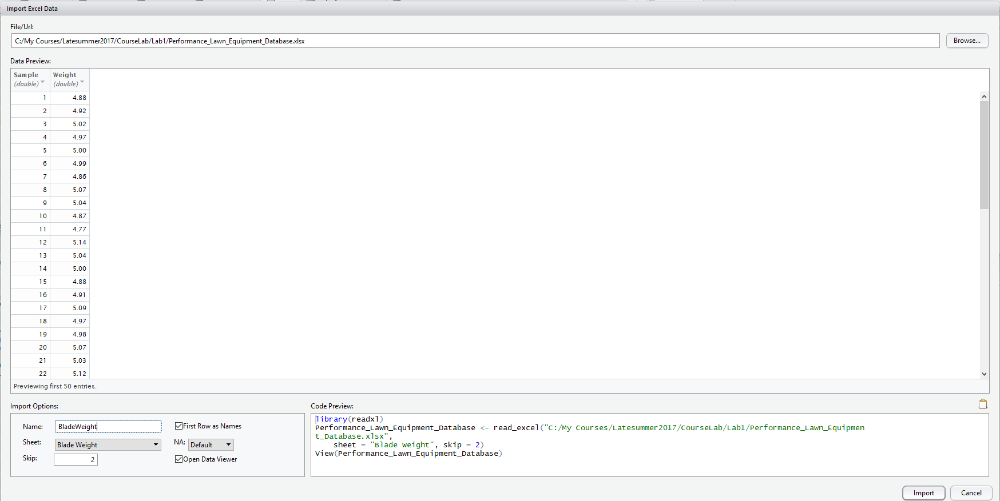 Import Excel Data
File/Url:
C:/My Courses/Latesummer2017/CourseLab/Lab1/Performance_Lawn_Equipment_Database.xlsx
Browse...
Data Preview:
Sample Weight
(double) (double)
1 4.88
2 4.92
3 5.02
4 4.97
5 5.00
6 4.99
7 4.86
8 5.07
9 5.04
10 4.87
11 4.77
12 5.14
13 5.04
14 5.00
15 4.88
16 4.91
17 5.09
18 4.97
19 4.98
20 5.07
21 5.03
22 5.12
Previewing first 50 entries.
Import Options:
Name: BladeWeight
First Row as Names
Sheet: Blade Weight
NA: Default
Skip: 2
Open Data Viewer
Code Preview:
library(readxl)
Performance_Lawn_Equipment_Database <- read_excel("C:/My Courses/Latesummer2017/CourseLab/Lab1/Performance_Lawn_Equipmen
t_Database.xlsx",
sheet = "Blade Weight", skip = 2)
View(Performance_Lawn_Equipment_Database)
Import
Cancel